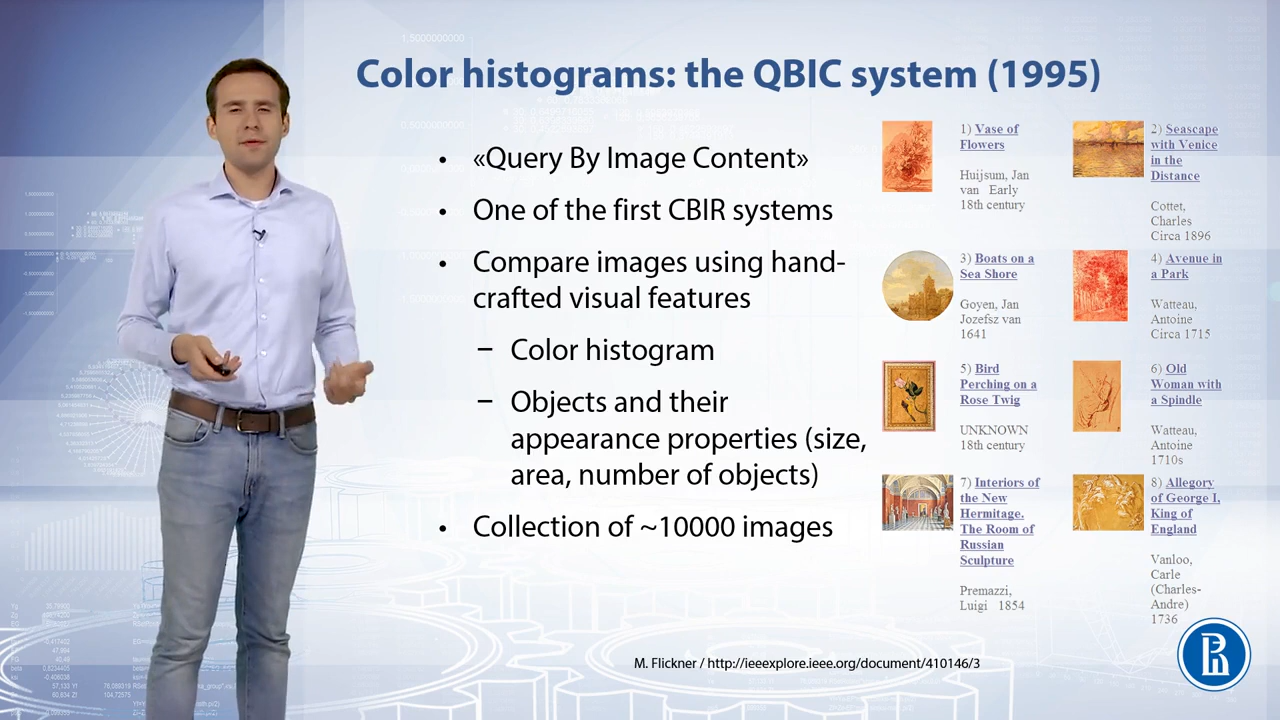 Color histograms: the QBIC system (1995)
• «Query By Image Content»
• One of the first CBIR systems
• Compare images using hand-
crafted visual features
– Color histogram
– Objects and their
appearance properties (size,
area, number of objects)
• Collection of ~10000 images
1) Vase of
Flowers
Huijsum, Jan
van Early
18th century
2) Seascape
with Venice
in the
Distance
Cottet,
Charles
Circa 1896
3) Boats on a
Sea Shore
Goyen, Jan
Jozefsz van
1641
4) Avenue in
a Park
Watteau,
Antoine
Circa 1715
5) Bird
Perching on a
Rose Twig
UNKNOWN
18th century
6) Old
Woman with
a Spindle
Watteau,
Antoine
1710s
7) Interiors of
the New
Hermitage.
The Room of
Russian
Sculpture
Premazzi,
Luigi 1854
8) Allegory
of George I,
King of
England
Vanloo,
Carle
(Charles-
Andre)
1736
M. Flickner / http://ieeexplore.ieee.org/document/410146/3